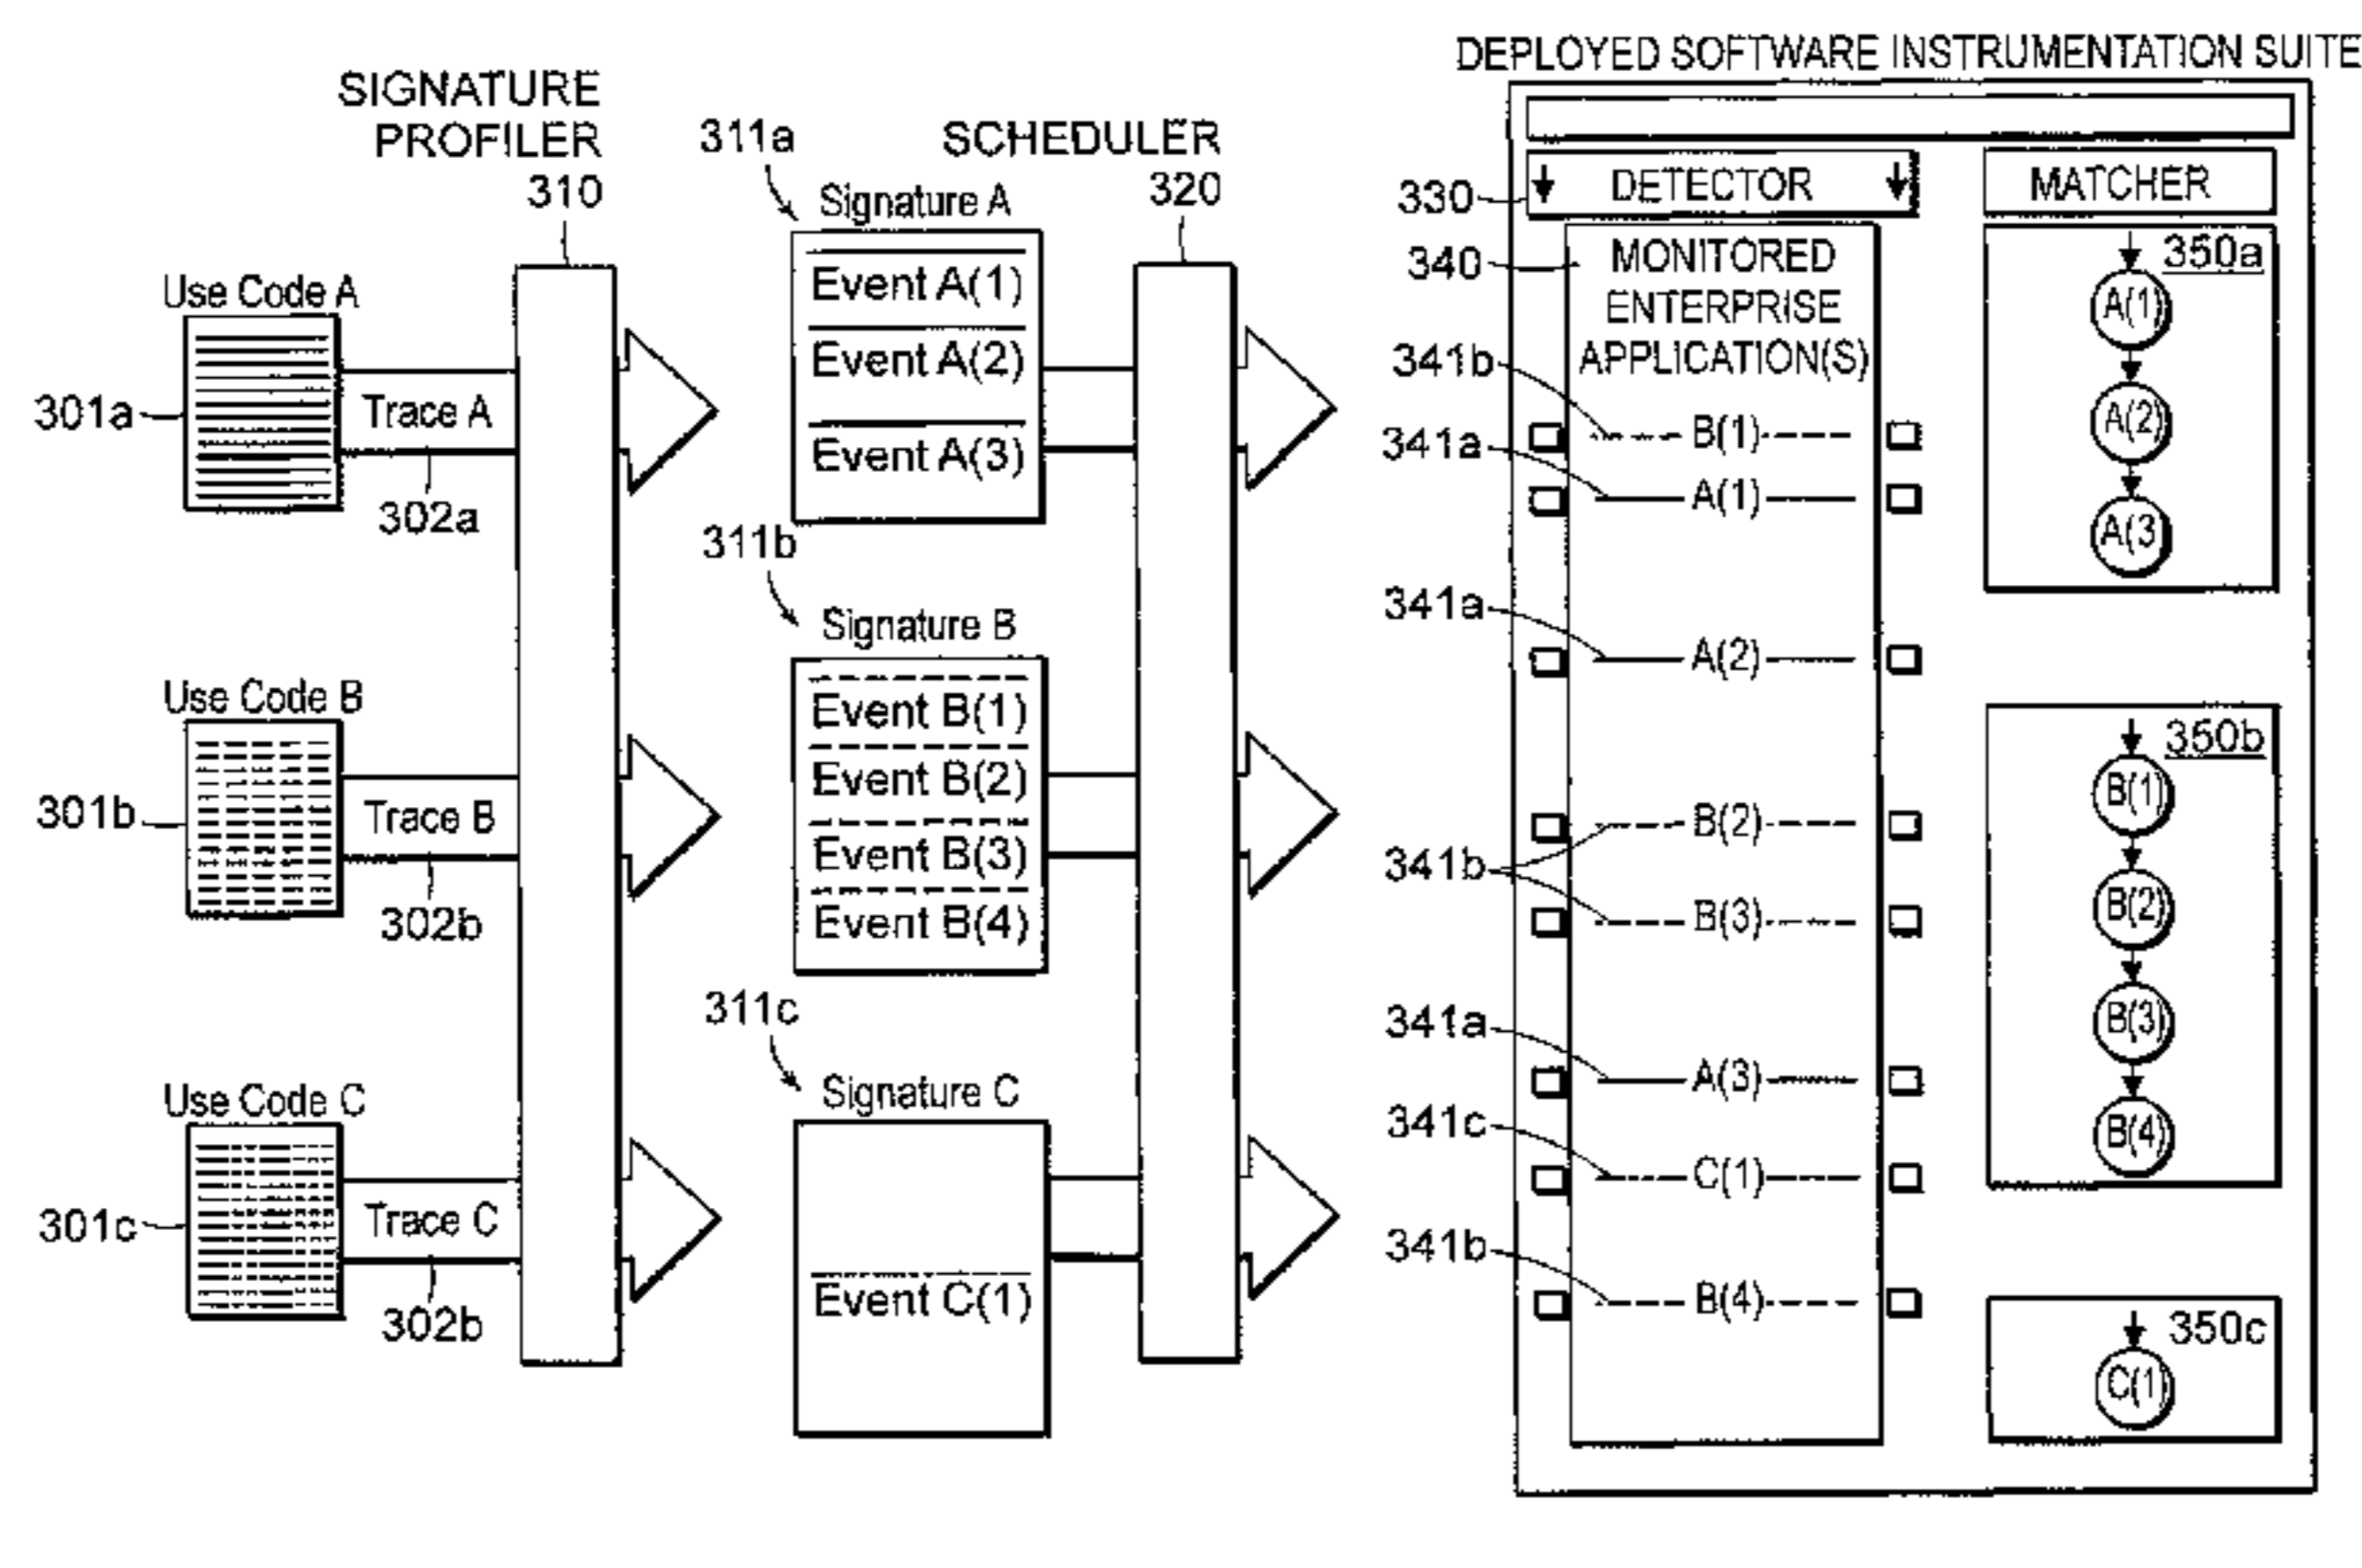 SIGNATURE
PROFILER
310
Use Code A
301a
Trace A
302a
Use Code B
301b
Trace B
302b
Use Code C
301c
Trace C
302b
311a
Signature A
Event A(1)
Event A(2)
Event A(3)
311b
Signature B
Event B(1)
Event B(2)
Event B(3)
Event B(4)
311c
Signature C
Event C(1)
SCHEDULER
320
DEPLOYED SOFTWARE INSTRUMENTATION SUITE
330
DETECTOR
340
MONITORED
ENTERPRISE
APPLICATION(S)
341b
B(1)
341a
A(1)
341a
A(2)
B(2)
341b
B(3)
341a
A(3)
341c
C(1)
341b
B(4)
MATCHER
350a
A(1)
A(2)
A(3
350b
B(1)
B(2)
B(3)
B(4)
350c
C(1)